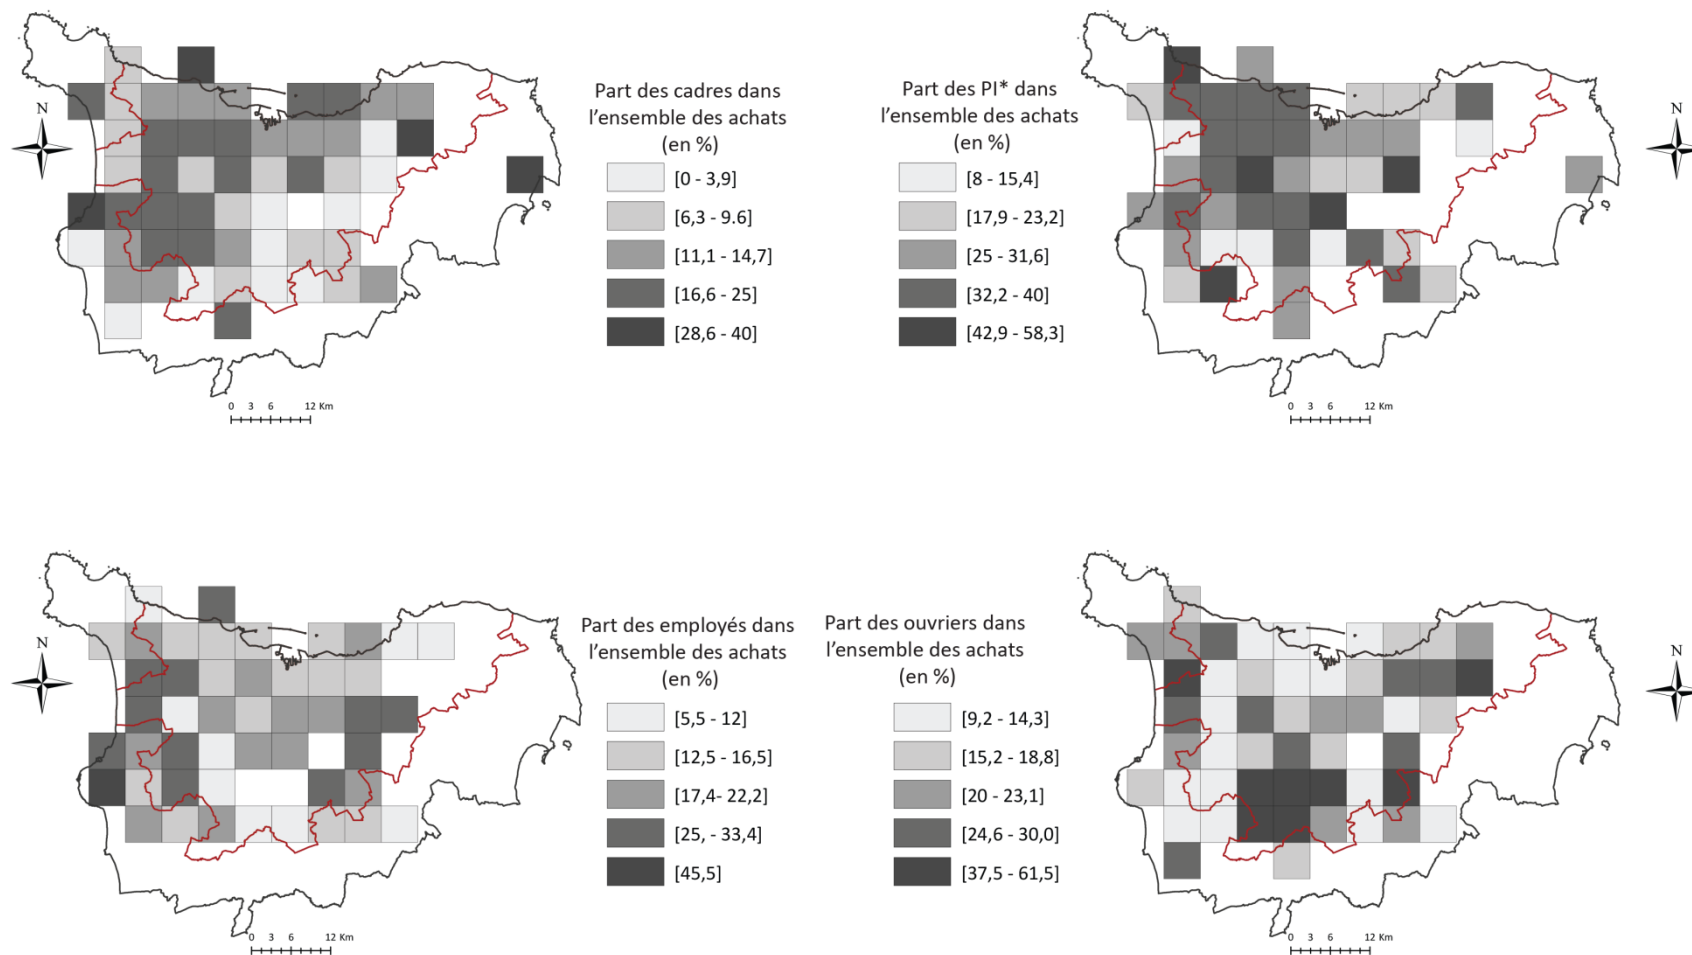 N
Part des cadres dans
l'ensemble des achats
(en %)
[0 - 3,9]
[6,3 - 9.6]
[11,1 - 14,7]
[16,6 - 25]
[28,6 - 40]
0 3 6 12 Km
Part des PI* dans
l'ensemble des achats
(en %)
[8 - 15,4]
[17,9 - 23,2]
[25 - 31,6]
[32,2 - 40]
[42,9 - 58,3]
N
0 3 6 12 Km
N
Part des employés dans
l'ensemble des achats
(en %)
[5,5 - 12]
[12,5 - 16,5]
[17,4- 22,2]
[25,- 33,4]
[45,5]
0 3 6 12 Km
Part des ouvriers dans
l'ensemble des achats
(en %)
[9,2 - 14,3]
[15,2 - 18,8]
[20 - 23,1]
[24,6 - 30,0]
[37,5 - 61,5]
N
0 3 6 12 Km